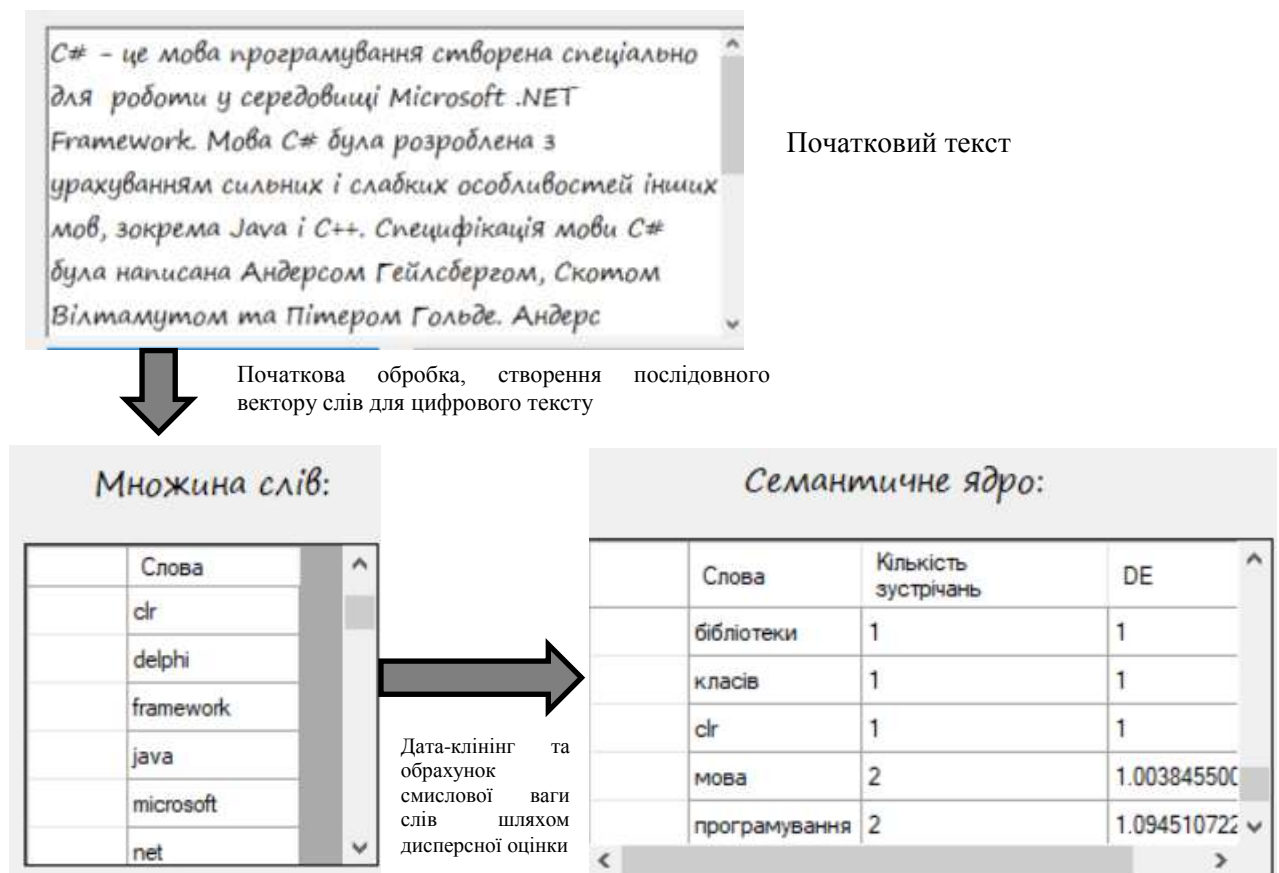 C# - це мова програмування створена спеціально
для роботи у середовищі Microsoft .NET
Framework. Мова C# була розроблена з
урахуванням сильних і слабких особливостей інших
мов, зокрема Java і C++. Специфікація мови C#
була написана Андерсом Гейлсбергом, Скотом
Вілтамутом та Пітером Гольде. Андерс
Початковий текст
Початкова обробка, створення послідовного
вектору слів для цифрового тексту
Множина слів:
Слова
clr
delphi
framework
java
microsoft
net
Дата-клінінг та
обрахунок
смислової ваги
слів шляхом
дисперсної оцінки
Семантичне ядро:
Слова Кількість зустрічань DE
бібліотеки 1 1
класів 1 1
clr 1 1
мова 2 1.003845500
програмування 2 1.094510722